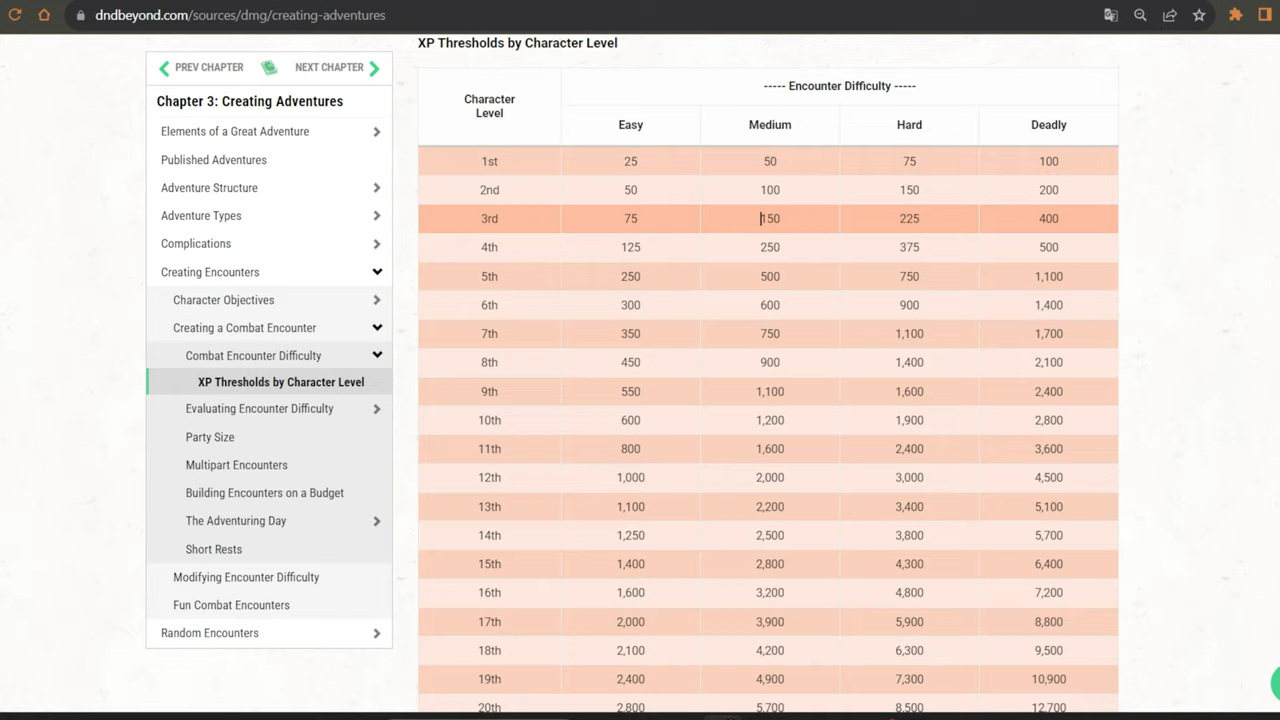 dndbeyond.com/sources/dmg/creating-adventures
PREV CHAPTER NEXT CHAPTER
Chapter 3: Creating Adventures
Elements of a Great Adventure
Published Adventures
Adventure Structure
Adventure Types
Complications
Creating Encounters
Character Objectives
Creating a Combat Encounter
Combat Encounter Difficulty
XP Thresholds by Character Level
Evaluating Encounter Difficulty
Party Size
Multipart Encounters
Building Encounters on a Budget
The Adventuring Day
Short Rests
Modifying Encounter Difficulty
Fun Combat Encounters
Random Encounters
XP Thresholds by Character Level
Character
Level
----- Encounter Difficulty -----
Easy Medium Hard Deadly
1st 25 50 75 100
2nd 50 100 150 200
3rd 75 150 225 400
4th 125 250 375 500
5th 250 500 750 1,100
6th 300 600 900 1,400
7th 350 750 1,100 1,700
8th 450 900 1,400 2,100
9th 550 1,100 1,600 2,400
10th 600 1,200 1,900 2,800
11th 800 1,600 2,400 3,600
12th 1,000 2,000 3,000 4,500
13th 1,100 2,200 3,400 5,100
14th 1,250 2,500 3,800 5,700
15th 1,400 2,800 4,300 6,400
16th 1,600 3,200 4,800 7,200
17th 2,000 3,900 5,900 8,800
18th 2,100 4,200 6,300 9,500
19th 2,400 4,900 7,300 10,900
20th 2,800 5,700 8,500 12,700